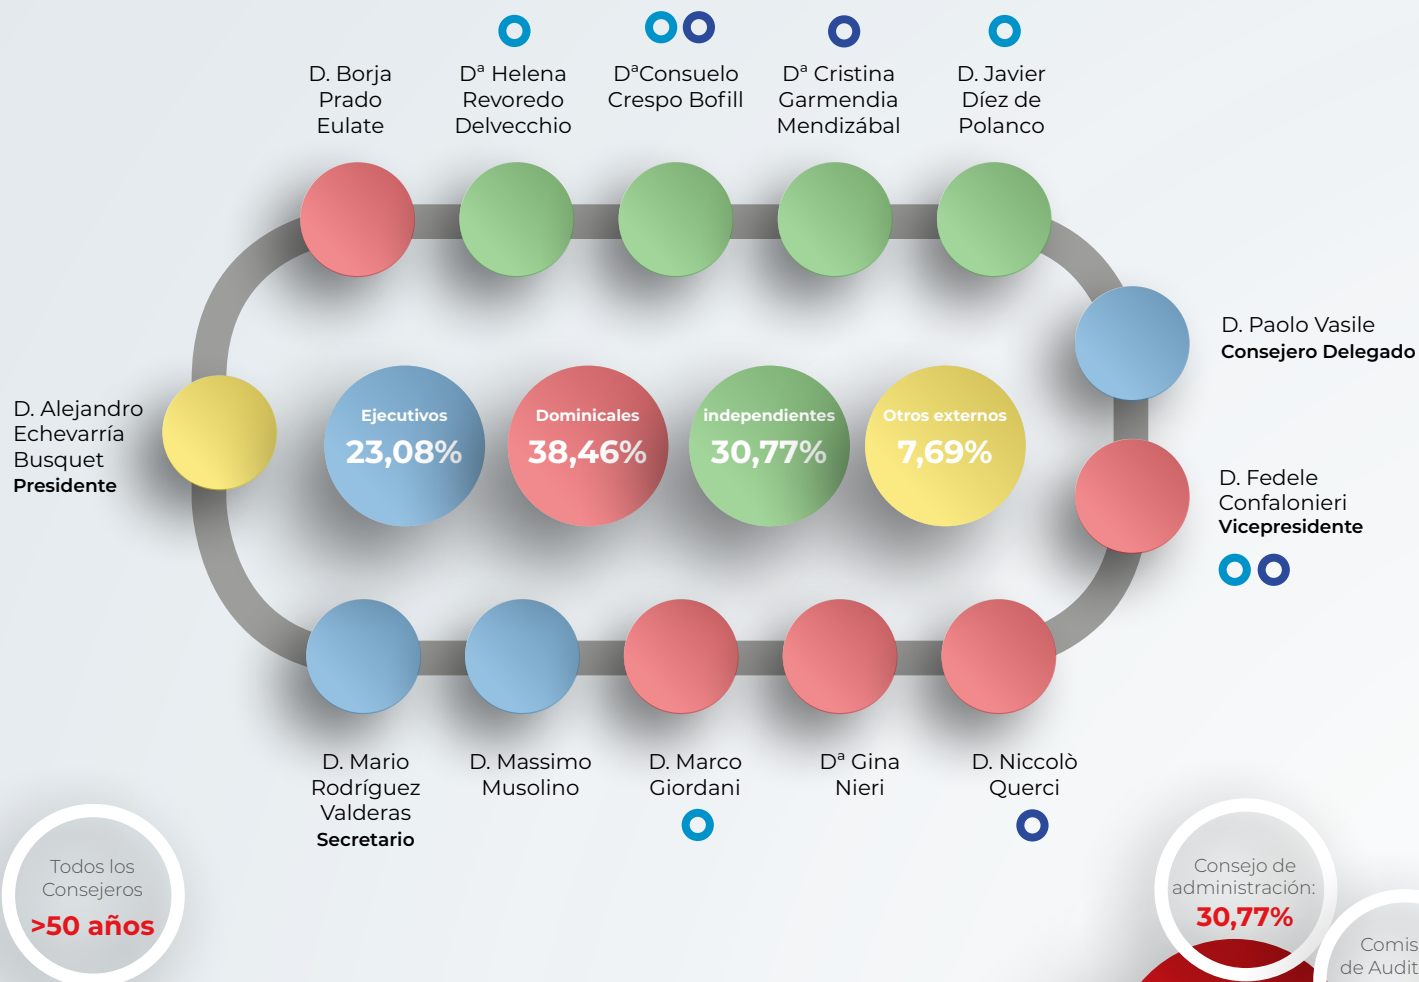 D. Borja
Prado
Eulate
Dª Helena
Revoredo
Delvecchio
DªConsuelo
Crespo Bofill
Dª Cristina
Garmendia
Mendizábal
D. Javier
Díez de
Polanco
D. Paolo Vasile
Consejero Delegado
D. Alejandro
Echevarría
Busquet
Presidente
Ejecutivos
23,08%
Dominicales
38,46%
independientes
30,77%
Otros externos
7,69%
D. Fedele
Confalonieri
Vicepresidente
D. Mario
Rodríguez
Valderas
Secretario
D. Massimo
Musolino
D. Marco
Giordani
Dª Gina
Nieri
D. Niccolò
Querci
Todos los
Consejeros
>50 años
Consejo de
administración:
30,77%
Comis
de Audit